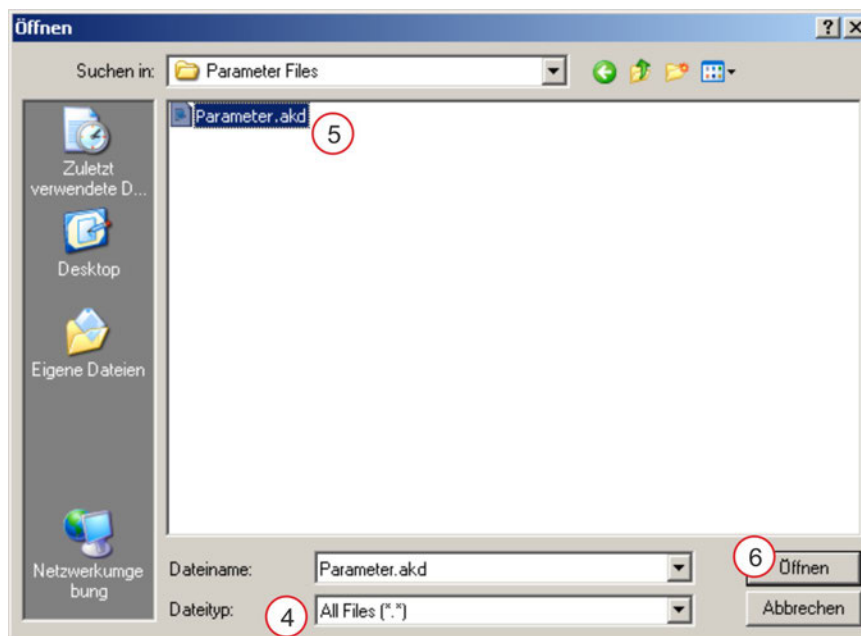 Öffnen
Suchen in: Parameter Files
Parameter.akd 5
Zuletzt
verwendete D...
Desktop
Eigene Dateien
Netzwerkumge
bung
Dateiname: Parameter.akd 6 Öffnen
Dateityp: 4 All Files (*.*) Abbrechen